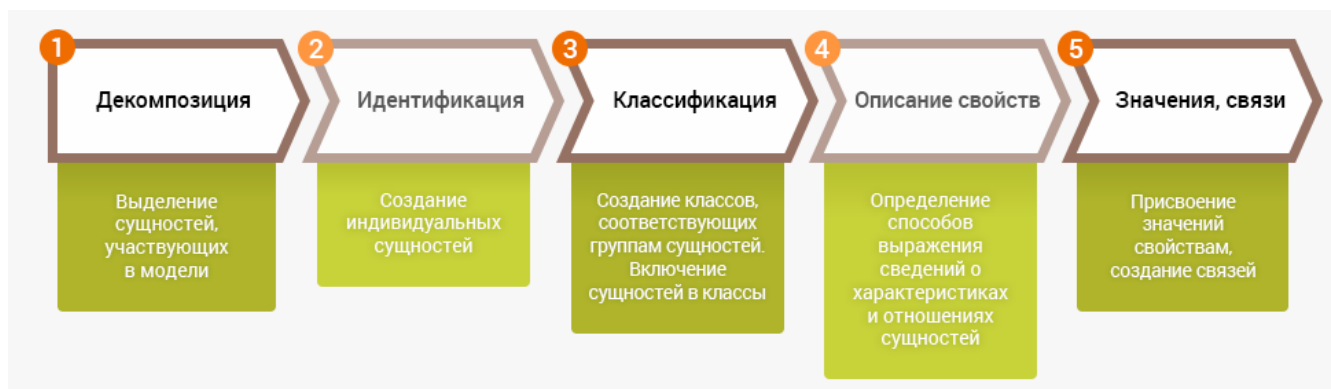 1
Декомпозиция
Выделение
сущностей,
участвующих
в модели
2
Идентификация
Создание
индивидуальных
сущностей
3
Классификация
Создание классов,
соответствующих
группам сущностей.
Включение
сущностей в классы
4
Описание свойств
Определение
способов
выражения
сведений о
характеристиках
и отношениях
сущностей
5
Значения, связи
Присвоение
значений
свойствам,
создание связей